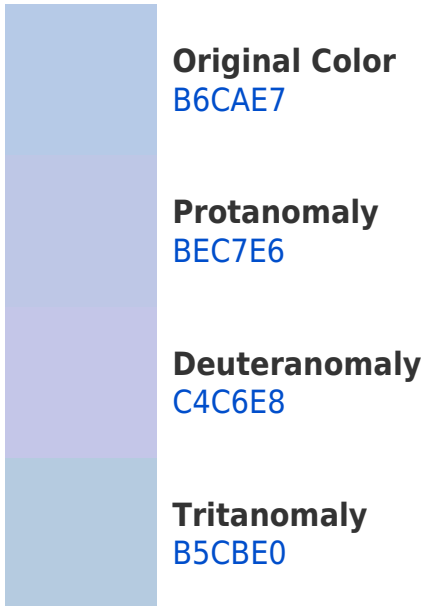 Original Color
B6CAE7
Protanomaly
BEC7E6
Deuteranomaly
C4C6E8
Tritanomaly
B5CBE0